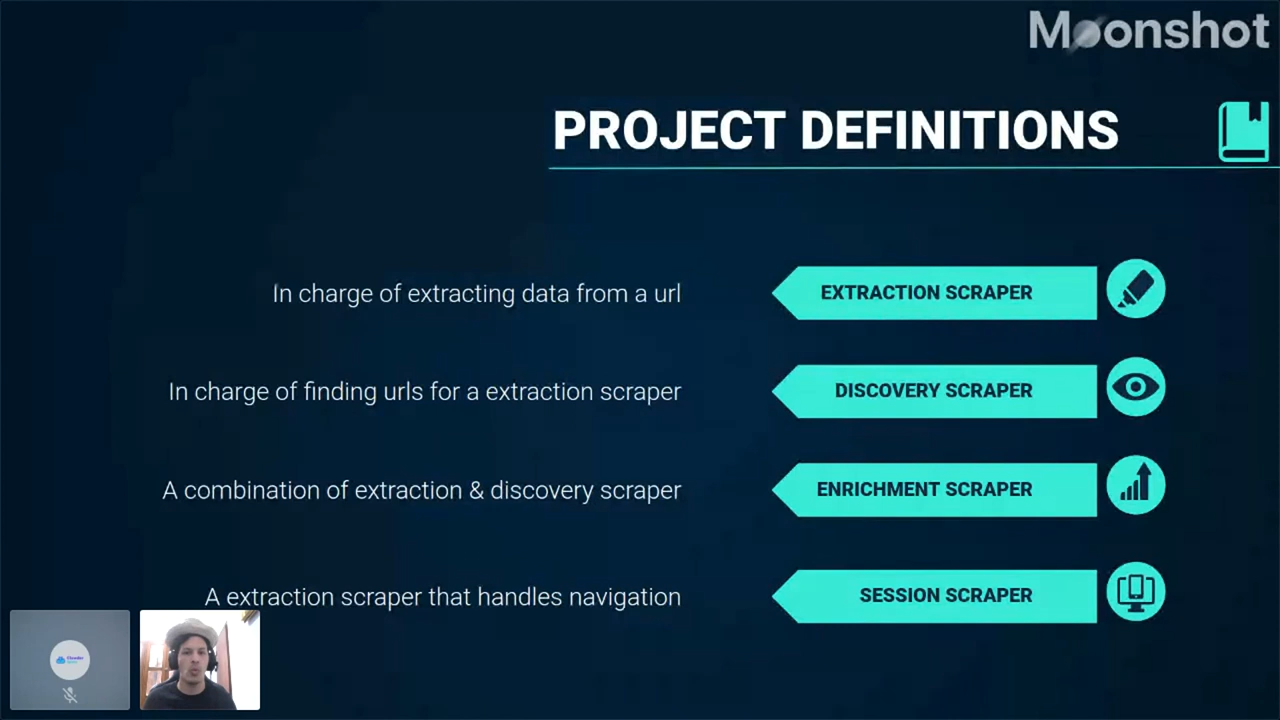 Moonshot
PROJECT DEFINITIONS
In charge of extracting data from a url
EXTRACTION SCRAPER
In charge of finding urls for a extraction scraper
DISCOVERY SCRAPER
A combination of extraction & discovery scraper
ENRICHMENT SCRAPER
A extraction scraper that handles navigation
SESSION SCRAPER